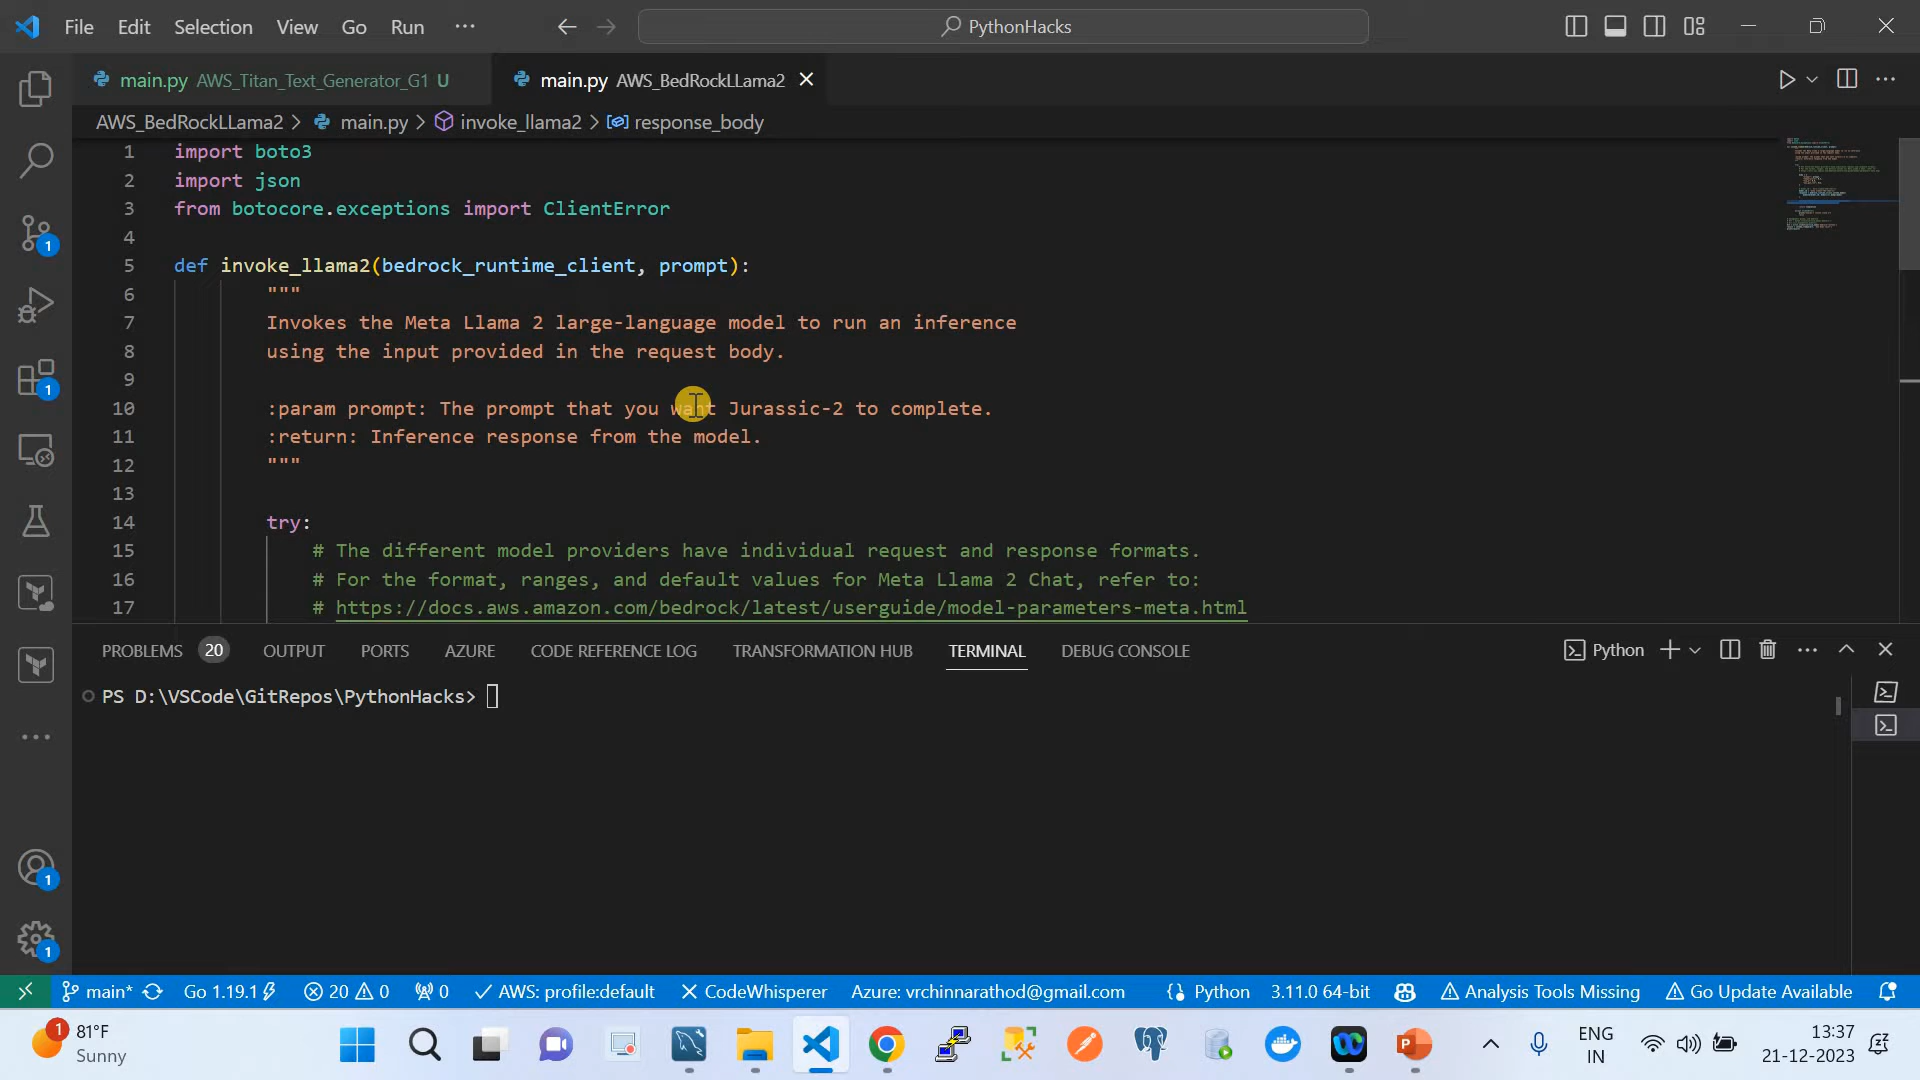 File Edit Selection View Go Run ··· PythonHacks
main.py AWS_Titan_Text_Generator_G1 U main.py AWS_BedRockLLama2
AWS_BedRockLLama2 > main.py > invoke_llama2 > response_body
1 import boto3
2 import json
3 from botocore.exceptions import ClientError
4
5 def invoke_llama2(bedrock_runtime_client, prompt):
6 """
7 Invokes the Meta Llama 2 large-language model to run an inference
8 using the input provided in the request body.
9
10 :param prompt: The prompt that you want Jurassic-2 to complete.
11 :return: Inference response from the model.
12 """
13
14 try:
15 # The different model providers have individual request and response formats.
16 # For the format, ranges, and default values for Meta Llama 2 Chat, refer to:
17 # https://docs.aws.amazon.com/bedrock/latest/userguide/model-parameters-meta.html
PROBLEMS 20 OUTPUT PORTS AZURE CODE REFERENCE LOG TRANSFORMATION HUB TERMINAL DEBUG CONSOLE Python
PS D:\VSCode\GitRepos\PythonHacks>
1
1
1
1
main* Go 1.19.1 20 0 0 AWS: profile:default CodeWhisperer Azure: vrchinnarathod@gmail.com Python 3.11.0 64-bit Analysis Tools Missing Go Update Available
1 81°F
Sunny
ENG
IN
13:37
21-12-2023